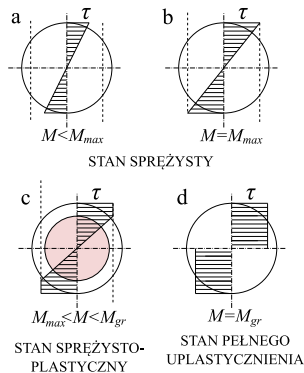 a τ b τ
M<Mmax M=Mmax
STAN SPRĘŻYSTY
c τ d τ
Mmax<M<Mgr M=Mgr
STAN SPRĘŻYSTO-
PLASTYCZNY
STAN PEŁNEGO
UPLASTYCZNIENIA